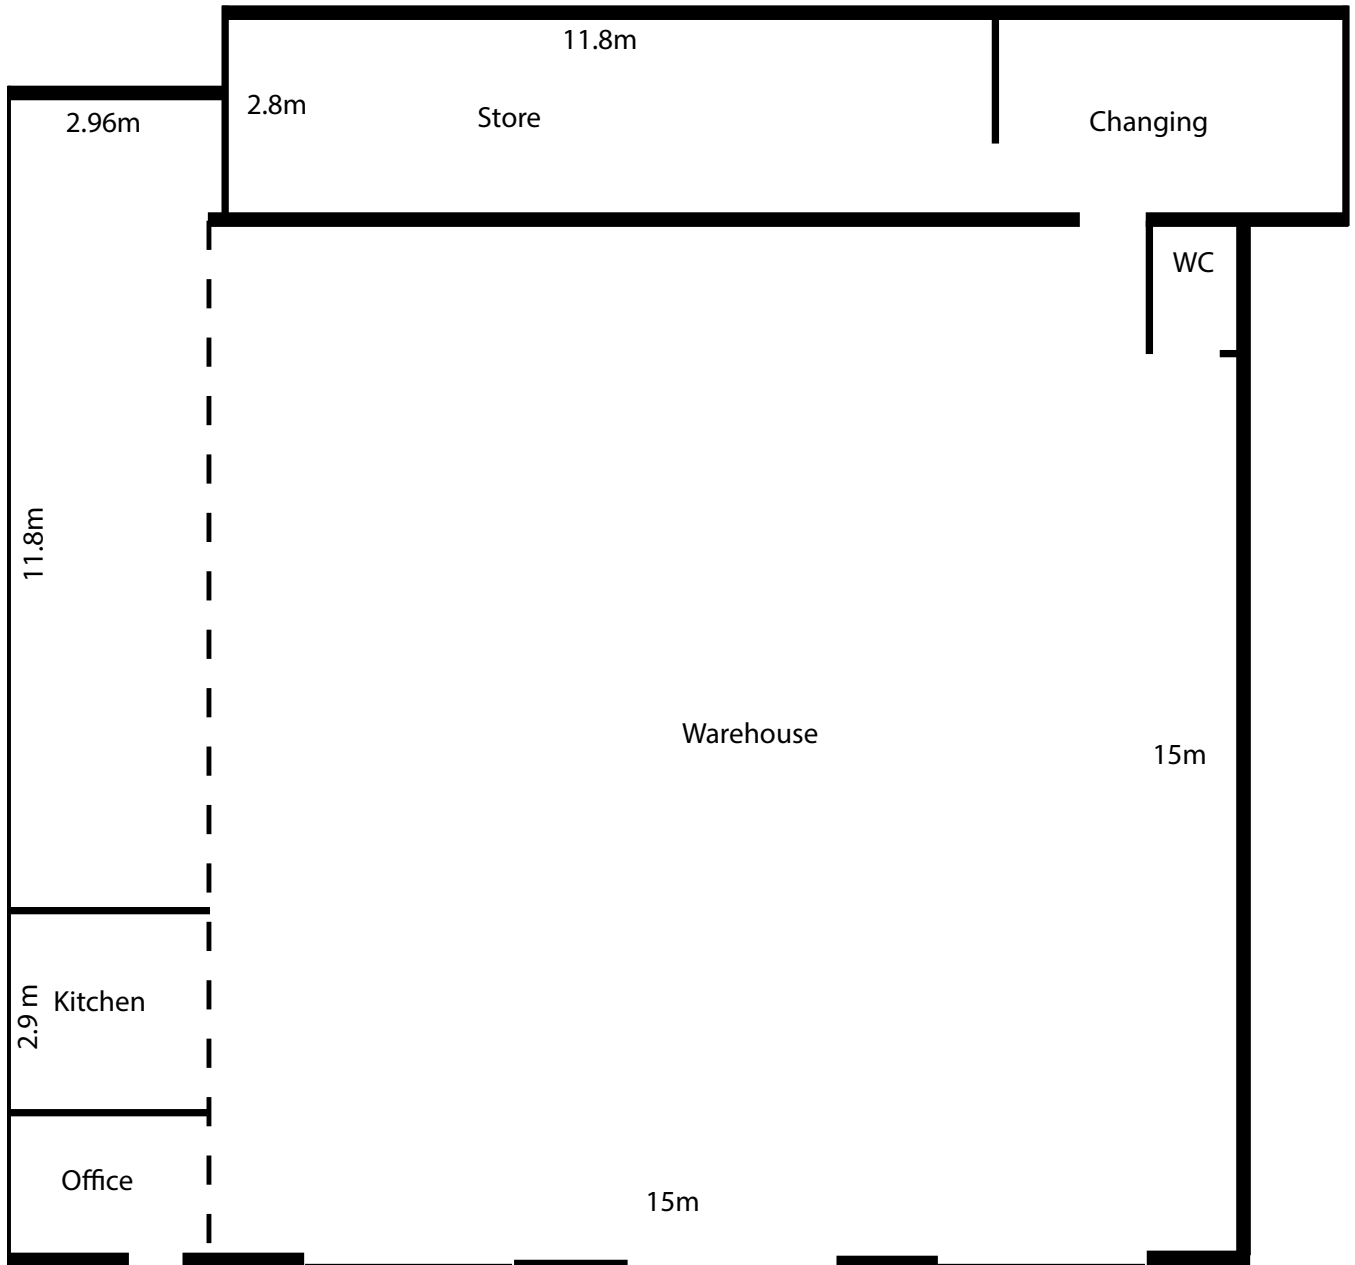 11.8m
2.8m
2.96m
Store
Changing
WC
11.8m
Warehouse
15m
2.9 m
Kitchen
Office
15m